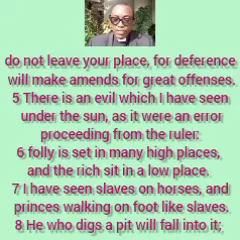 do not leave your place, for deference
will make amends for great offenses.
5 There is an evil which I have seen
under the sun, as it were an error
proceeding from the ruler:
6 folly is set in many high places,
and the rich sit in a low place.
7 I have seen slaves on horses, and
princes walking on foot like slaves.
8 He who digs a pit will fall into it;